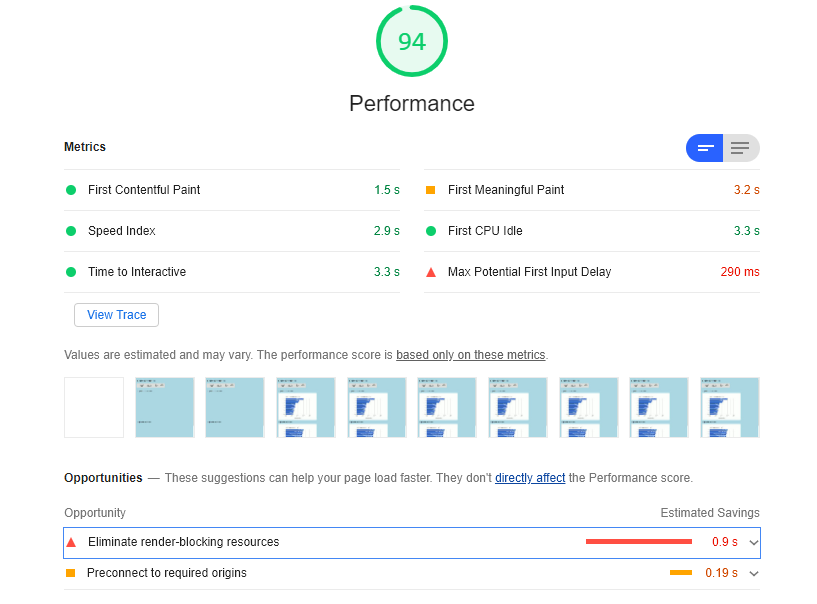 94
Performance
Metrics
First Contentful Paint 1.5 s
First Meaningful Paint 3.2 s
Speed Index 2.9 s
First CPU Idle 3.3 s
Time to Interactive 3.3 s
Max Potential First Input Delay 290 ms
View Trace
Values are estimated and may vary. The performance score is based only on these metrics.
Opportunities — These suggestions can help your page load faster. They don't directly affect the Performance score.
Opportunity Estimated Savings
Eliminate render-blocking resources 0.9 s
Preconnect to required origins 0.19 s